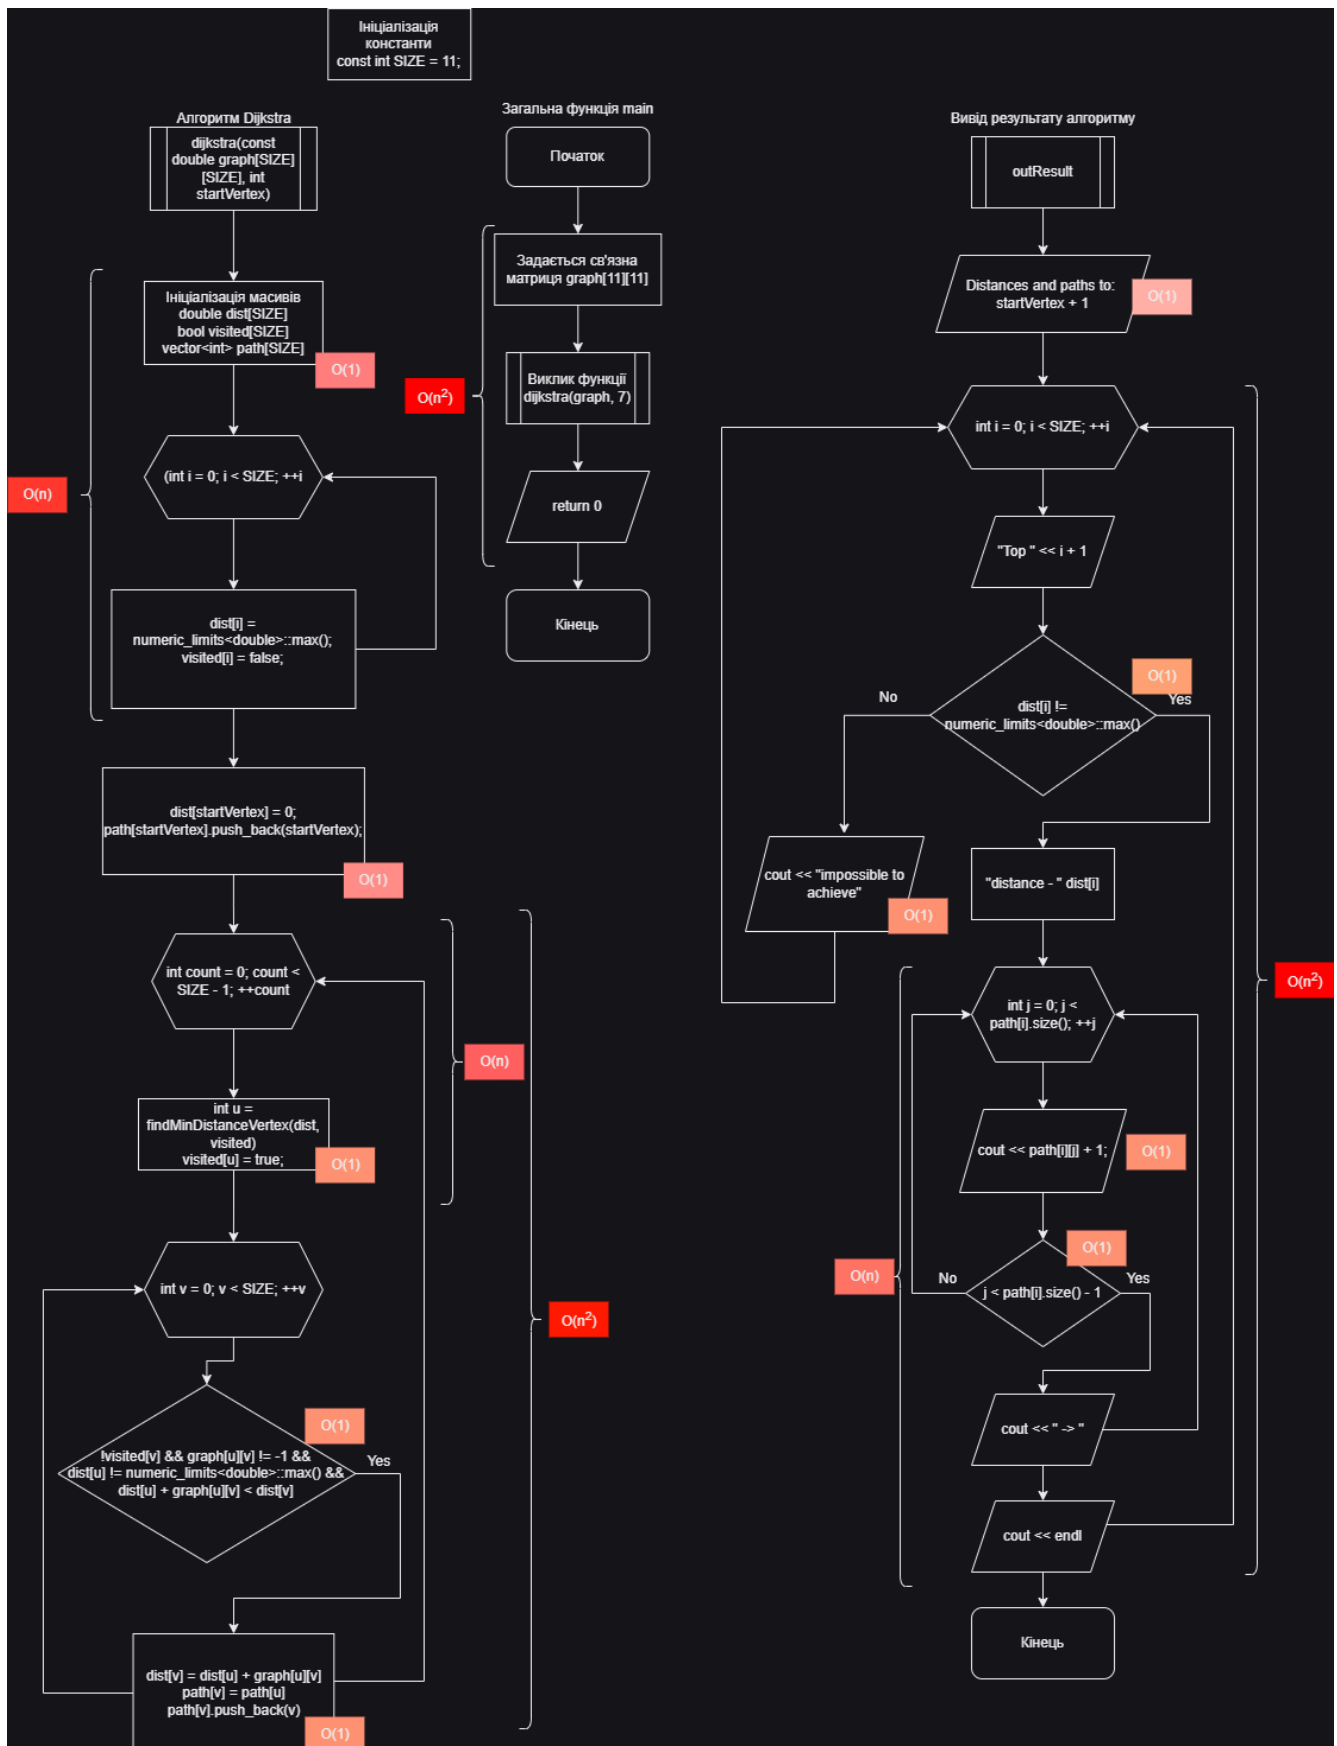 Ініціалізація
константи
const int SIZE = 11;
Алгоритм Dijkstra
dijkstra(const
double graph[SIZE]
[SIZE], int
startVertex)
Ініціалізація масивів
double dist[SIZE]
bool visited[SIZE]
vector<int> path[SIZE]
O(1)
(int i = 0; i < SIZE; ++i
O(n)
dist[i] =
numeric_limits<double>::max();
visited[i] = false;
dist[startVertex] = 0;
path[startVertex].push_back(startVertex);
O(1)
int count = 0; count <
SIZE - 1; ++count
O(n)
int u =
findMinDistanceVertex(dist,
visited)
visited[u] = true;
O(1)
int v = 0; v < SIZE; ++v
O(n²)
O(1)
!visited[v] && graph[u][v] != -1 &&
dist[u] != numeric_limits<double>::max() &&
dist[u] + graph[u][v] < dist[v]
Yes
dist[v] = dist[u] + graph[u][v]
path[v] = path[u]
path[v].push_back(v)
O(1)
Загальна функція main
Початок
Задається св'язна
матриця graph[11][11]
O(n²)
Виклик функції
dijkstra(graph, 7)
return 0
Кінець
Вивід результату алгоритму
outResult
Distances and paths to:
startVertex + 1
O(1)
int i = 0; i < SIZE; ++i
"Top " << i + 1
O(1)
No
Yes
dist[i] !=
numeric_limits<double>::max()
cout << "impossible to
achieve"
O(1)
"distance - " dist[i]
O(n²)
int j = 0; j <
path[i].size(); ++j
cout << path[i][j] + 1;
O(1)
O(1)
O(n)
No
Yes
j < path[i].size() - 1
cout << " -> "
cout << endl
Кінець